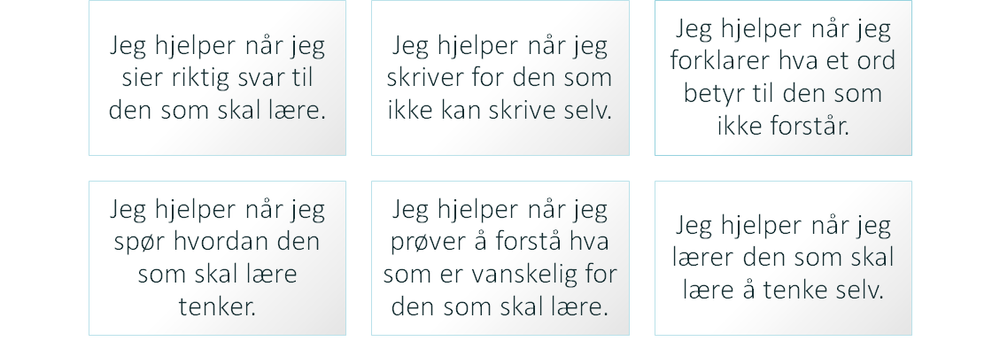 Jeg hjelper når jeg
sier riktig svar til
den som skal lære.
Jeg hjelper når jeg
skriver for den som
ikke kan skrive selv.
Jeg hjelper når jeg
forklarer hva et ord
betyr til den som
ikke forstår.
Jeg hjelper når jeg
spør hvordan den
som skal lære
tenker.
Jeg hjelper når jeg
prøver å forstå hva
som er vanskelig for
den som skal lære.
Jeg hjelper når jeg
lærer den som skal
lære å tenke selv.